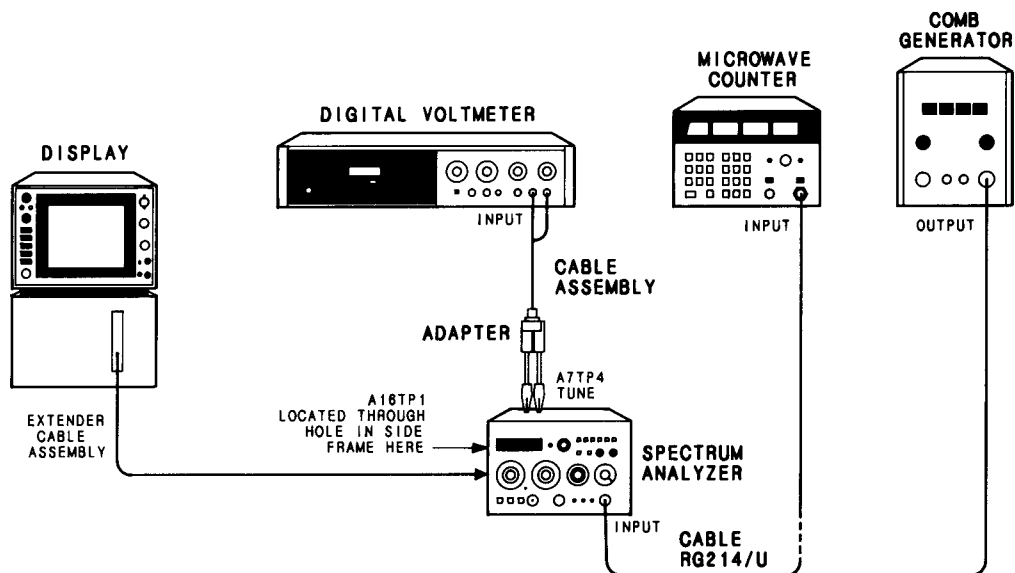 COMB
GENERATOR
MICROWAVE
COUNTER
DIGITAL VOLTMETER
DISPLAY
INPUT
INPUT
OUTPUT
CABLE
ASSEMBLY
ADAPTER
A7TP4
TUNE
A16TP1
LOCATED THROUGH
HOLE IN SIDE
FRAME HERE
EXTENDER
CABLE
ASSEMBLY
SPECTRUM
ANALYZER
INPUT
CABLE
RG214/U